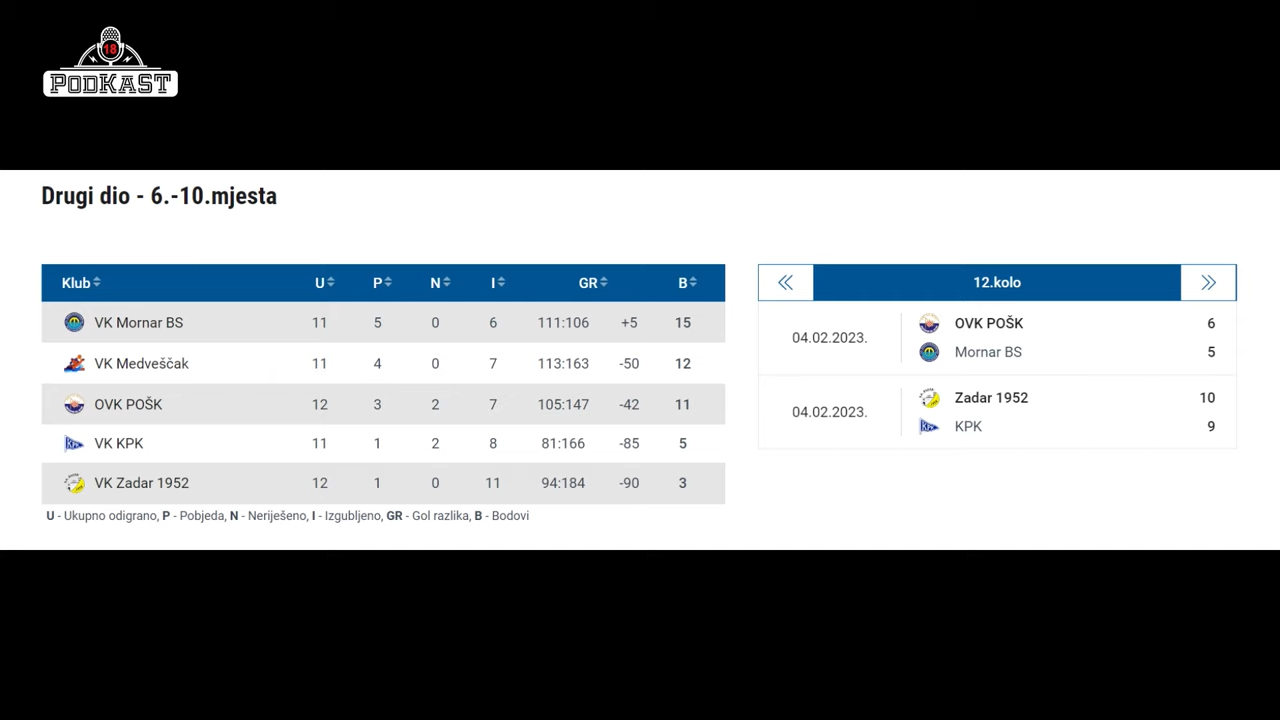 18
PODKAST
Drugi dio - 6.-10.mjesta
Klub U P N I GR B
VK Mornar BS 11 5 0 6 111:106 +5 15
VK Medveščak 11 4 0 7 113:163 -50 12
OVK POŠK 12 3 2 7 105:147 -42 11
VK KPK 11 1 2 8 81:166 -85 5
VK Zadar 1952 12 1 0 11 94:184 -90 3
U - Ukupno odigrano, P - Pobjeda, N - Neriješeno, I - Izgubljeno, GR - Gol razlika, B - Bodovi
12.kolo
04.02.2023.
OVK POŠK 6
Mornar BS 5
04.02.2023.
Zadar 1952 10
KPK 9